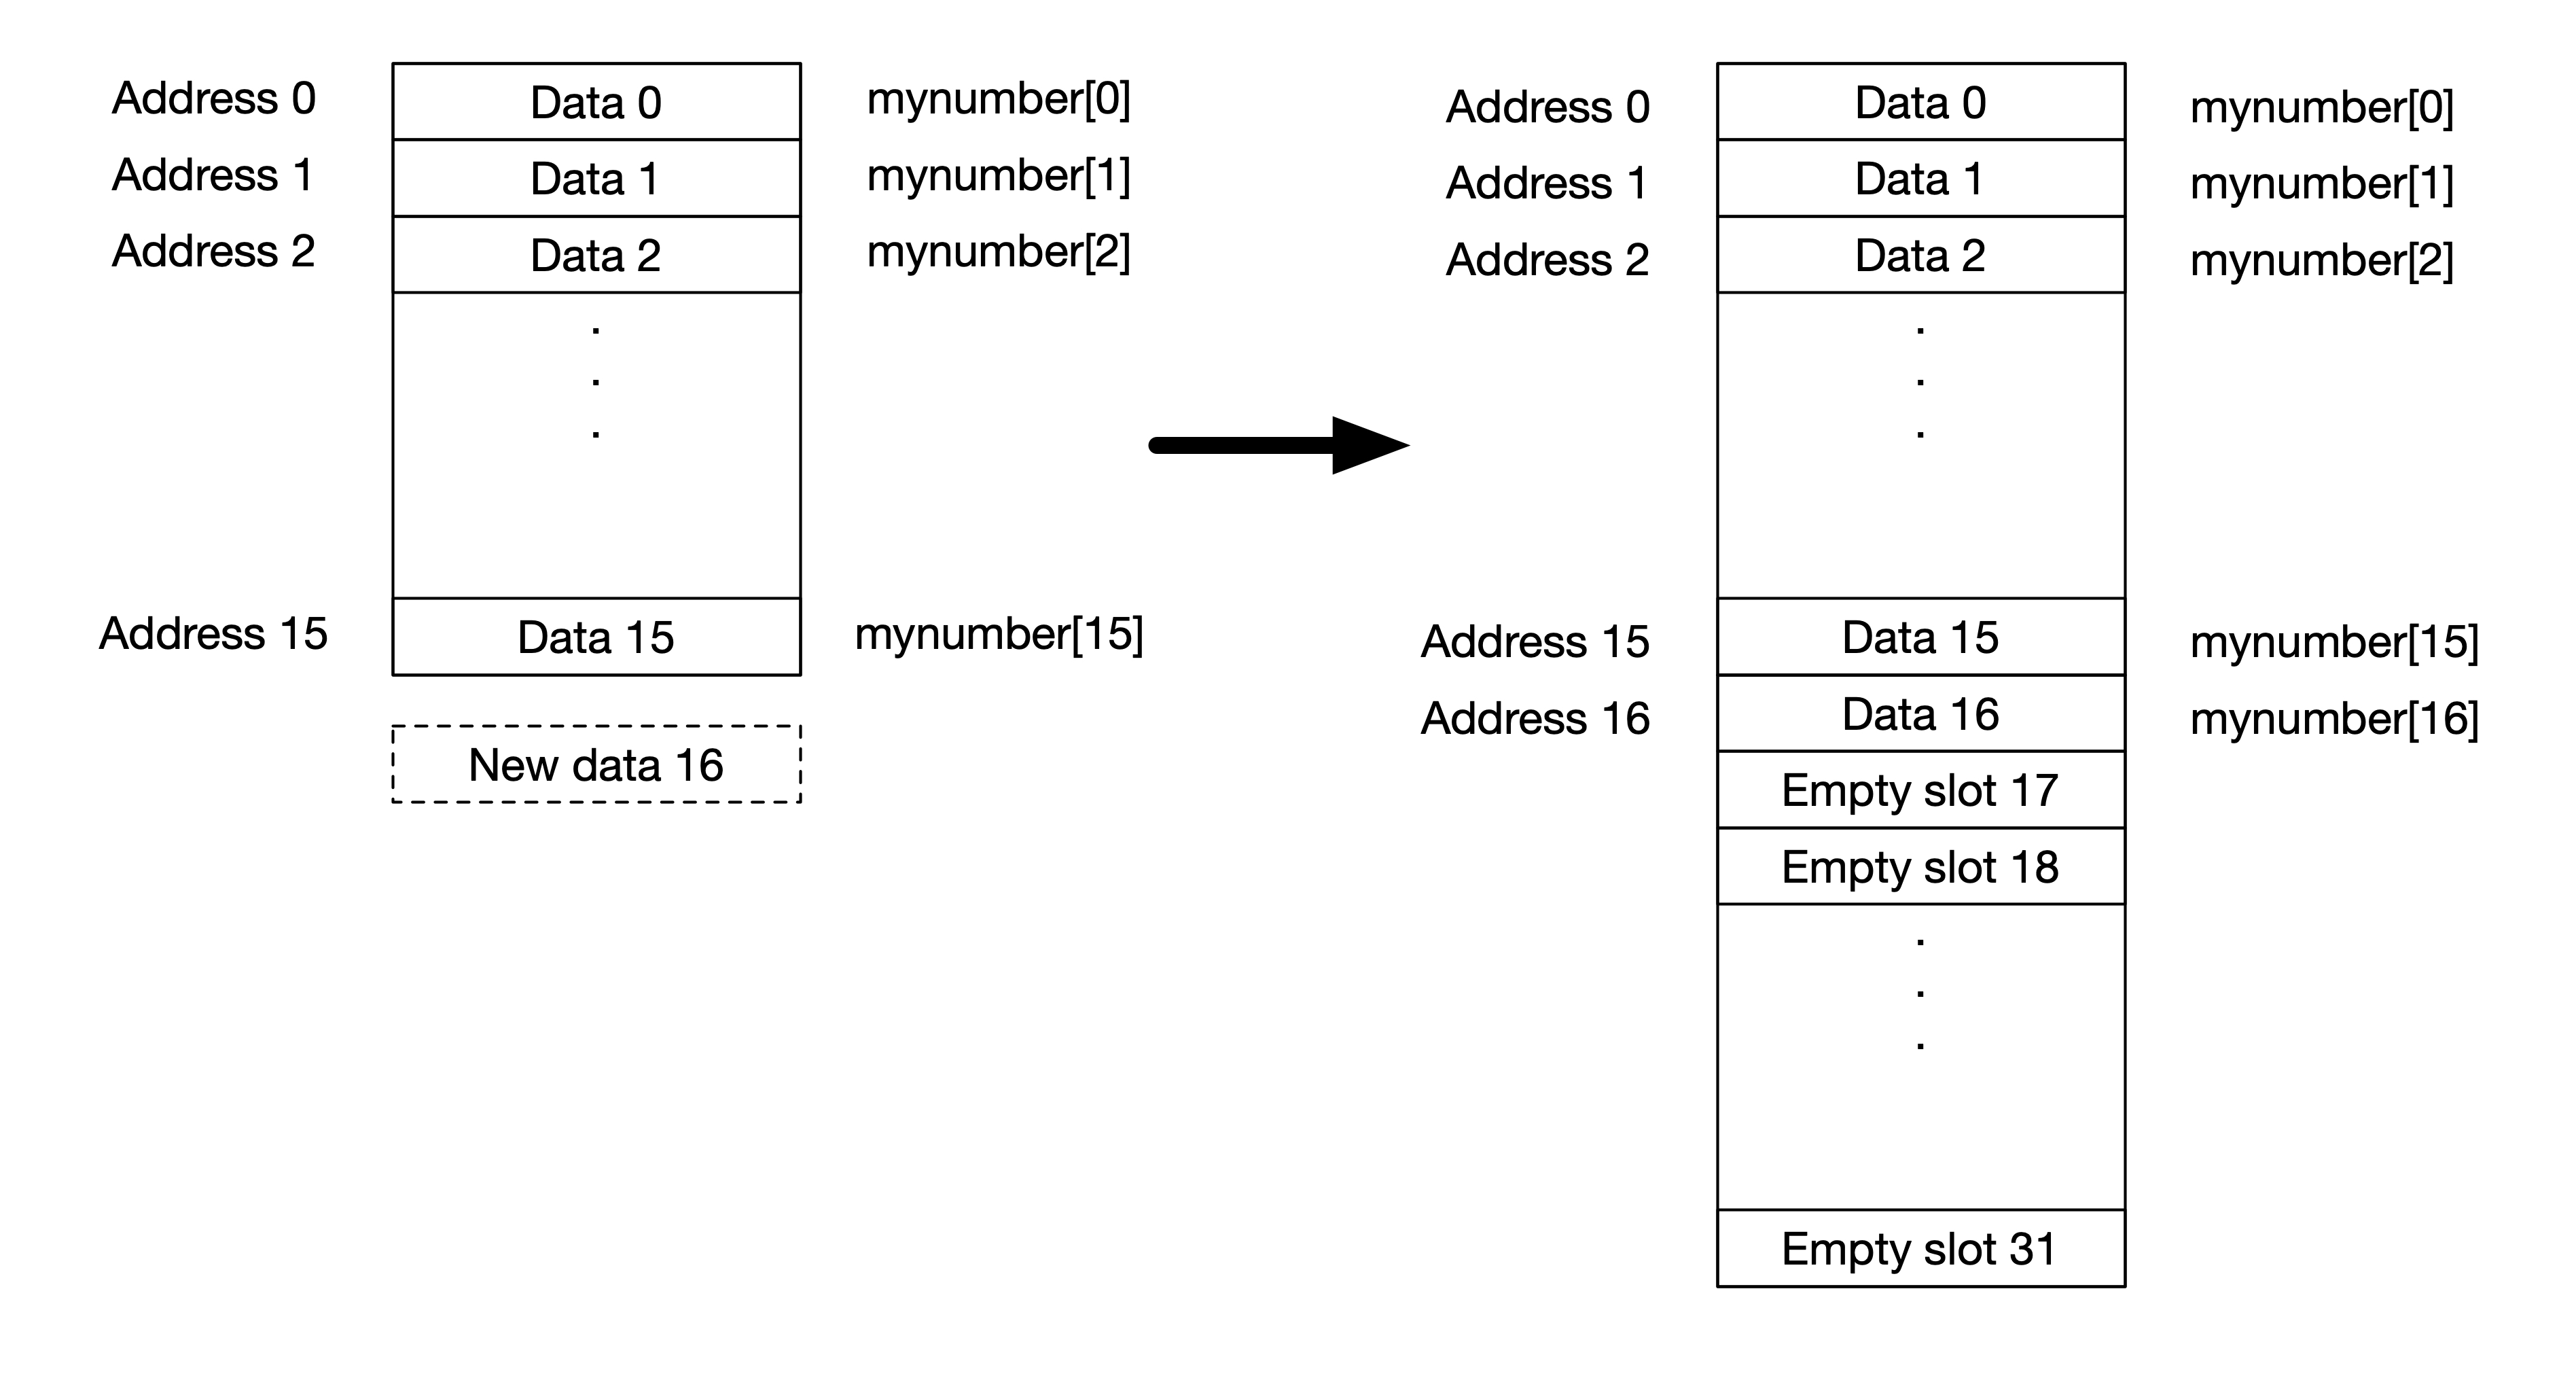 Address 0 Data 0 mynumber[0]
Address 1 Data 1 mynumber[1]
Address 2 Data 2 mynumber[2]
.
.
.
Address 15 Data 15 mynumber[15]
New data 16
Address 0 Data 0 mynumber[0]
Address 1 Data 1 mynumber[1]
Address 2 Data 2 mynumber[2]
.
.
.
Address 15 Data 15 mynumber[15]
Address 16 Data 16 mynumber[16]
Empty slot 17
Empty slot 18
.
.
.
Empty slot 31